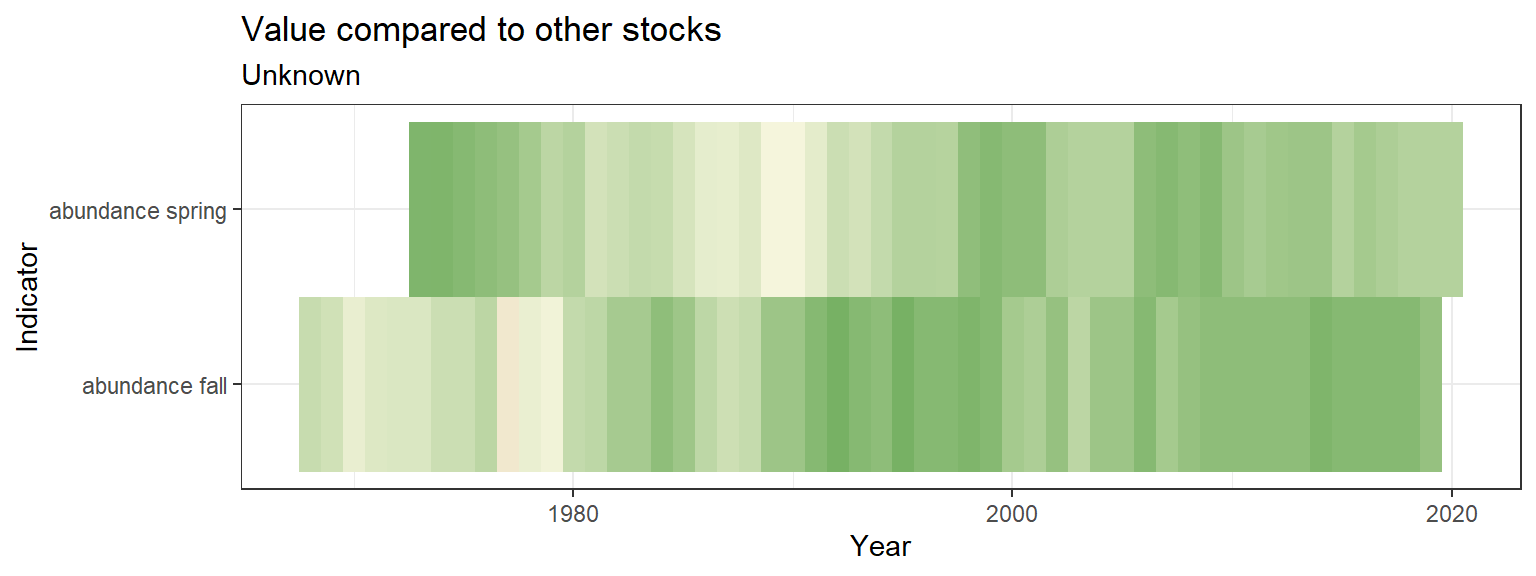 Value compared to other stocks
Unknown
Indicator
abundance spring
abundance fall
1980 2000 2020
Year